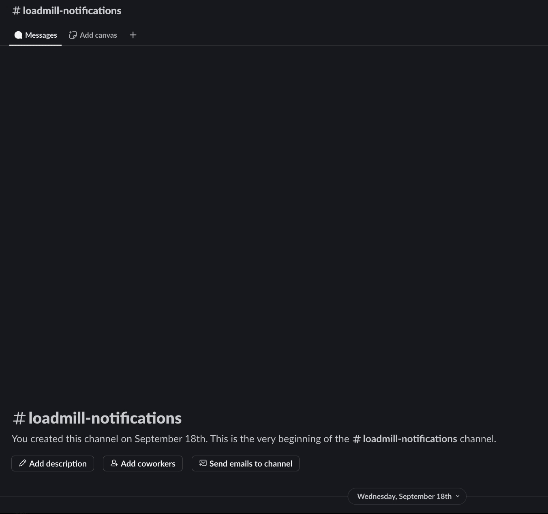 # loadmill-notifications
Messages Add canvas +
# loadmill-notifications
You created this channel on September 18th. This is the very beginning of the # loadmill-notifications channel.
Add description Add coworkers Send emails to channel
Wednesday, September 18th